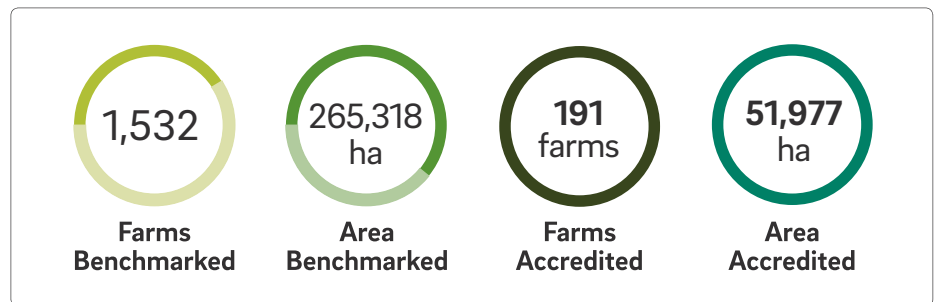 1,532
Farms
Benchmarked
265,318
ha
Area
Benchmarked
191
farms
Farms
Accredited
51,977
ha
Area
Accredited